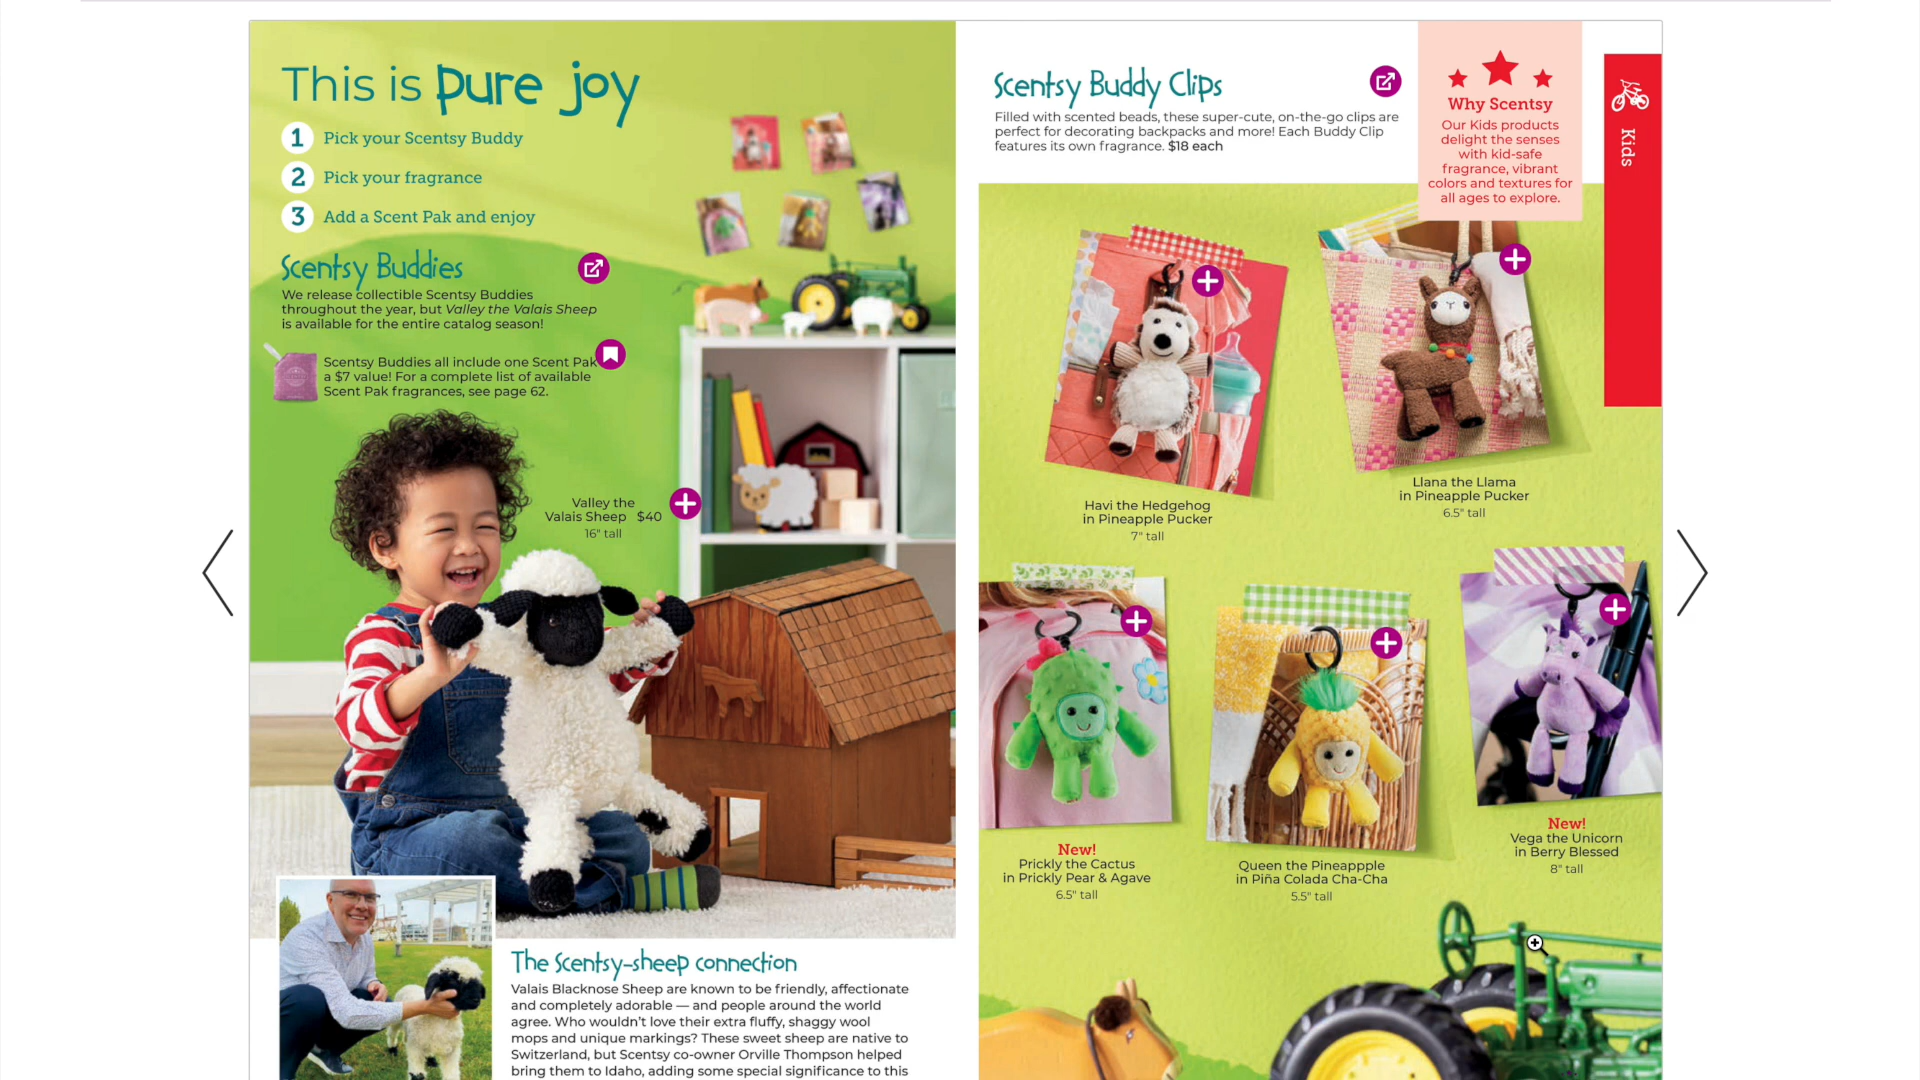 This is pure joy
1 Pick your Scentsy Buddy
2 Pick your fragrance
3 Add a Scent Pak and enjoy
Scentsy Buddies
We release collectible Scentsy Buddies
throughout the year, but Valley the Valais Sheep
is available for the entire catalog season!
Scentsy Buddies all include one Scent Pak
a $7 value! For a complete list of available
Scent Pak fragrances, see page 62.
Valley the
Valais Sheep $40
16" tall
The Scentsy-sheep connection
Valais Blacknose Sheep are known to be friendly, affectionate
and completely adorable — and people around the world
agree. Who wouldn't love their extra fluffy, shaggy wool
mops and unique markings? These sweet sheep are native to
Switzerland, but Scentsy co-owner Orville Thompson helped
bring them to Idaho, adding some special significance to this
Scentsy Buddy Clips
Filled with scented beads, these super-cute, on-the-go clips are
perfect for decorating backpacks and more! Each Buddy Clip
features its own fragrance. $18 each
Why Scentsy
Our Kids products
delight the senses
with kid-safe
fragrance, vibrant
colors and textures for
all ages to explore.
Kids
Havi the Hedgehog
in Pineapple Pucker
7" tall
Llana the Llama
in Pineapple Pucker
6.5" tall
New!
Prickly the Cactus
in Prickly Pear & Agave
6.5" tall
Queen the Pineappple
in Piña Colada Cha-Cha
5.5" tall
New!
Vega the Unicorn
in Berry Blessed
8" tall